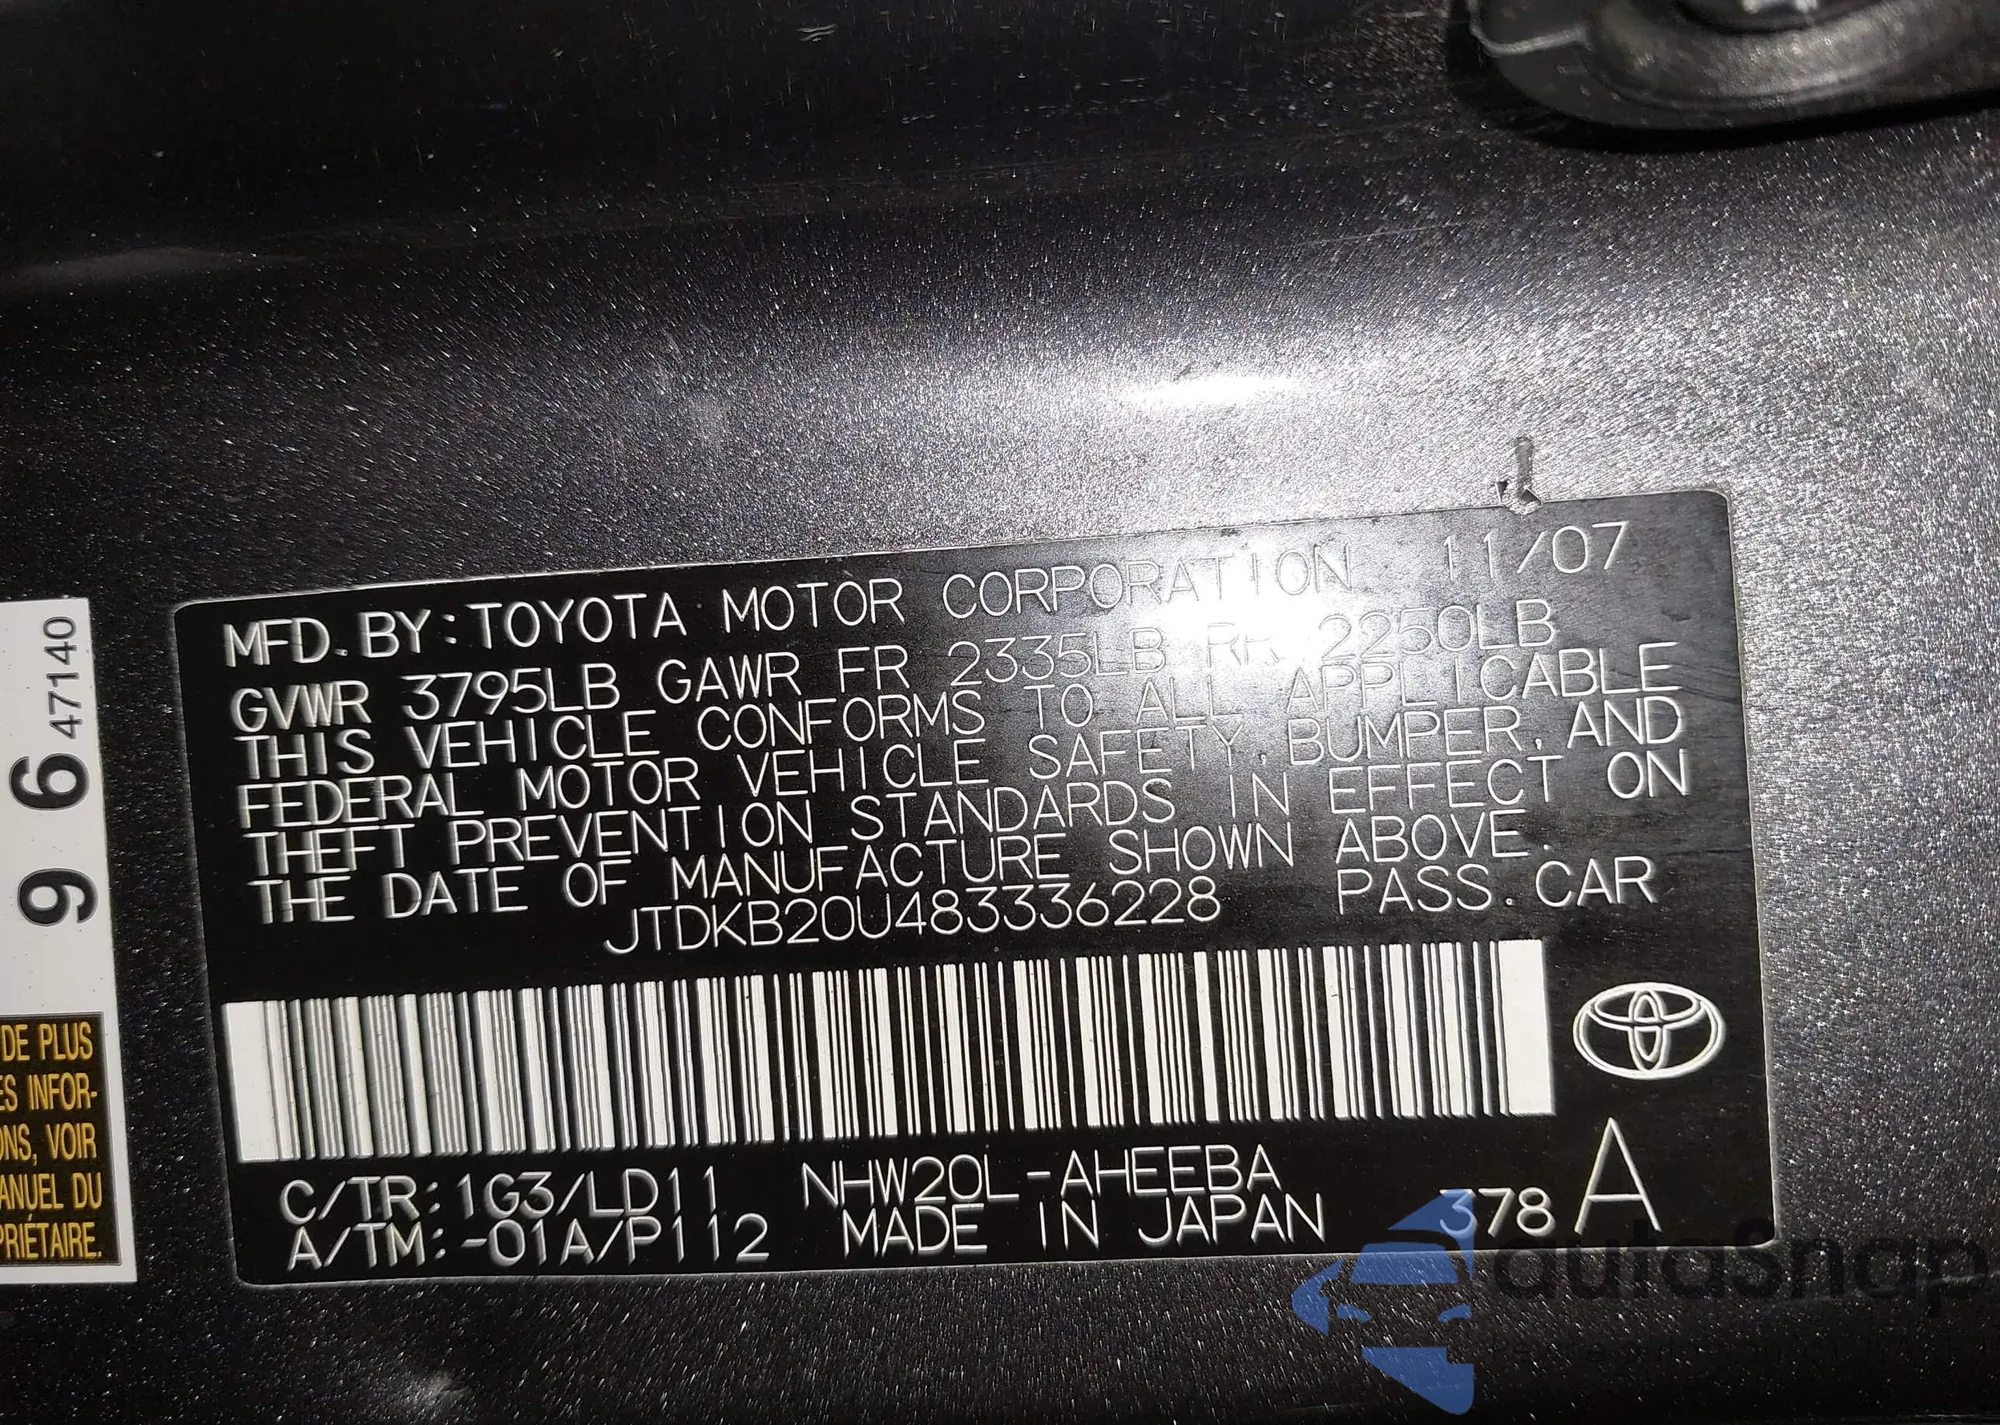 MFD. BY: TOYOTA MOTOR CORPORATION 11/07
GVWR 3795LB GAWR FR 2335LB RR 2250LB
THIS VEHICLE CONFORMS TO ALL APPLICABLE
FEDERAL MOTOR VEHICLE SAFETY, BUMPER, AND
THEFT PREVENTION STANDARDS IN EFFECT ON
THE DATE OF MANUFACTURE SHOWN ABOVE.
JTDKB20U483336228 PASS. CAR
C/TR: 1G3/LD11 NHW20L-AHEEBA
A/TM: -01A/P112 MADE IN JAPAN 378 A
96 47140
DE PLUS
ES INFOR-
ONS, VOIR
ANUEL DU
PRIÉTAIRE.
autaSnap